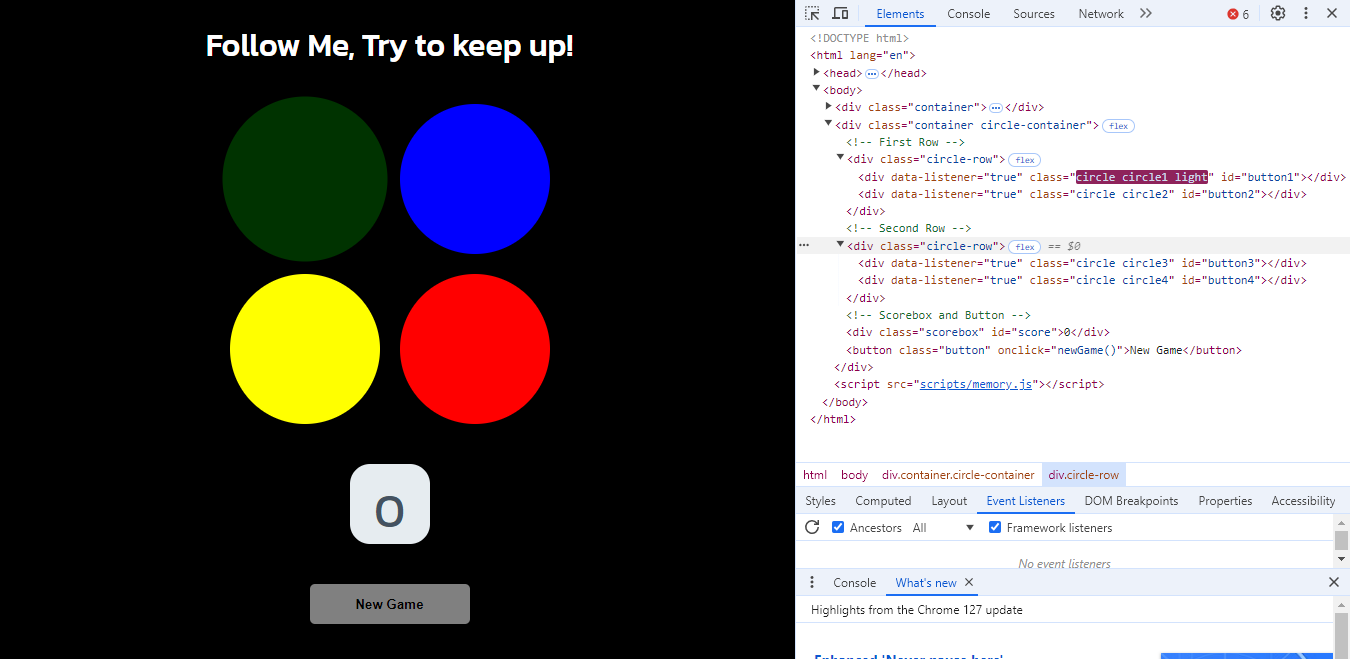 Follow Me, Try to keep up!
0
New Game
Elements Console Sources Network 6
<!DOCTYPE html>
<html lang="en">
<head> ··· </head>
<body>
<div class="container"> ··· </div>
<div class="container circle-container"> flex
<!-- First Row -->
<div class="circle-row"> flex
<div data-listener="true" class="circle circle1 light" id="button1"></div>
<div data-listener="true" class="circle circle2" id="button2"></div>
</div>
<!-- Second Row -->
··· <div class="circle-row"> flex == $0
<div data-listener="true" class="circle circle3" id="button3"></div>
<div data-listener="true" class="circle circle4" id="button4"></div>
</div>
<!-- Scorebox and Button -->
<div class="scorebox" id="score">0</div>
<button class="button" onclick="newGame()">New Game</button>
</div>
<script src="scripts/memory.js"></script>
</body>
</html>
html body div.container.circle-container div.circle-row
Styles Computed Layout Event Listeners DOM Breakpoints Properties Accessibility
Ancestors All Framework listeners
No event listeners
Console What's new
Highlights from the Chrome 127 update
Enhanced 'Never pause here'